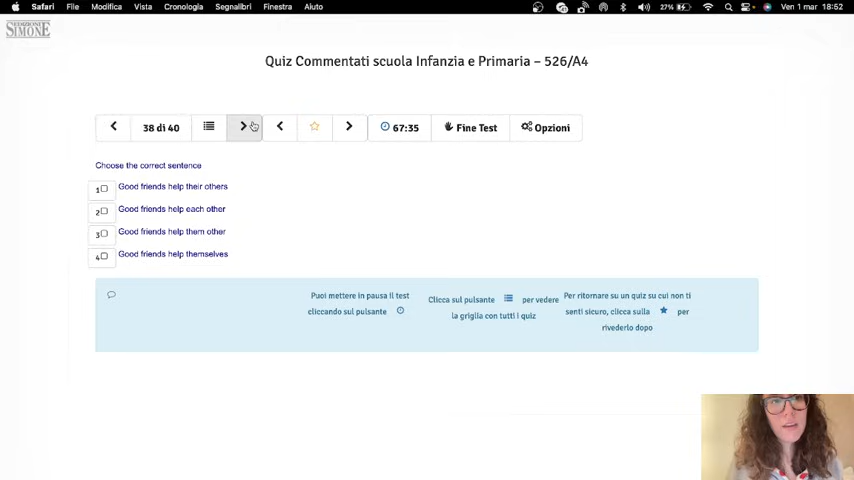 Safari File Modifica Vista Cronologia Segnalibri Finestra Aiuto 27% Ven 1 mar 18:52
EDIZIONI
SIMONE
Quiz Commentati scuola Infanzia e Primaria – 526/A4
38 di 40 67:35 Fine Test Opzioni
Choose the correct sentence
1 Good friends help their others
2 Good friends help each other
3 Good friends help them other
4 Good friends help themselves
Puoi mettere in pausa il test
cliccando sul pulsante
Clicca sul pulsante per vedere
la griglia con tutti i quiz
Per ritornare su un quiz su cui non ti
senti sicuro, clicca sulla per
rivederlo dopo